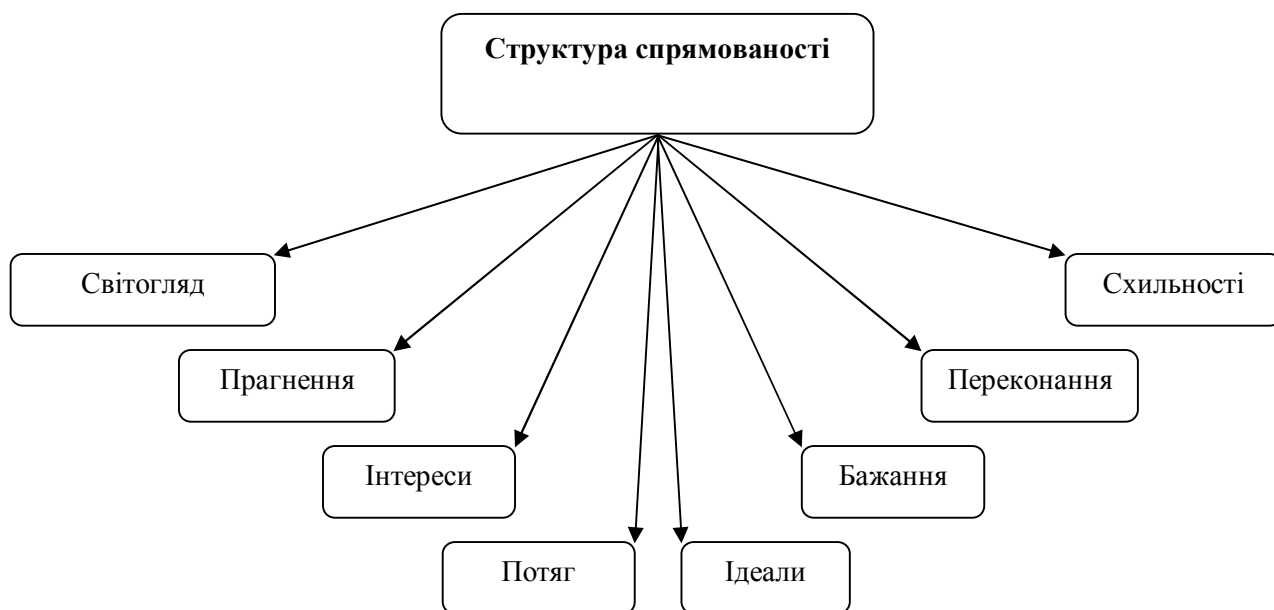 Структура спрямованості
Світогляд
Схильності
Прагнення
Переконання
Інтереси
Бажання
Потяг
Ідеали